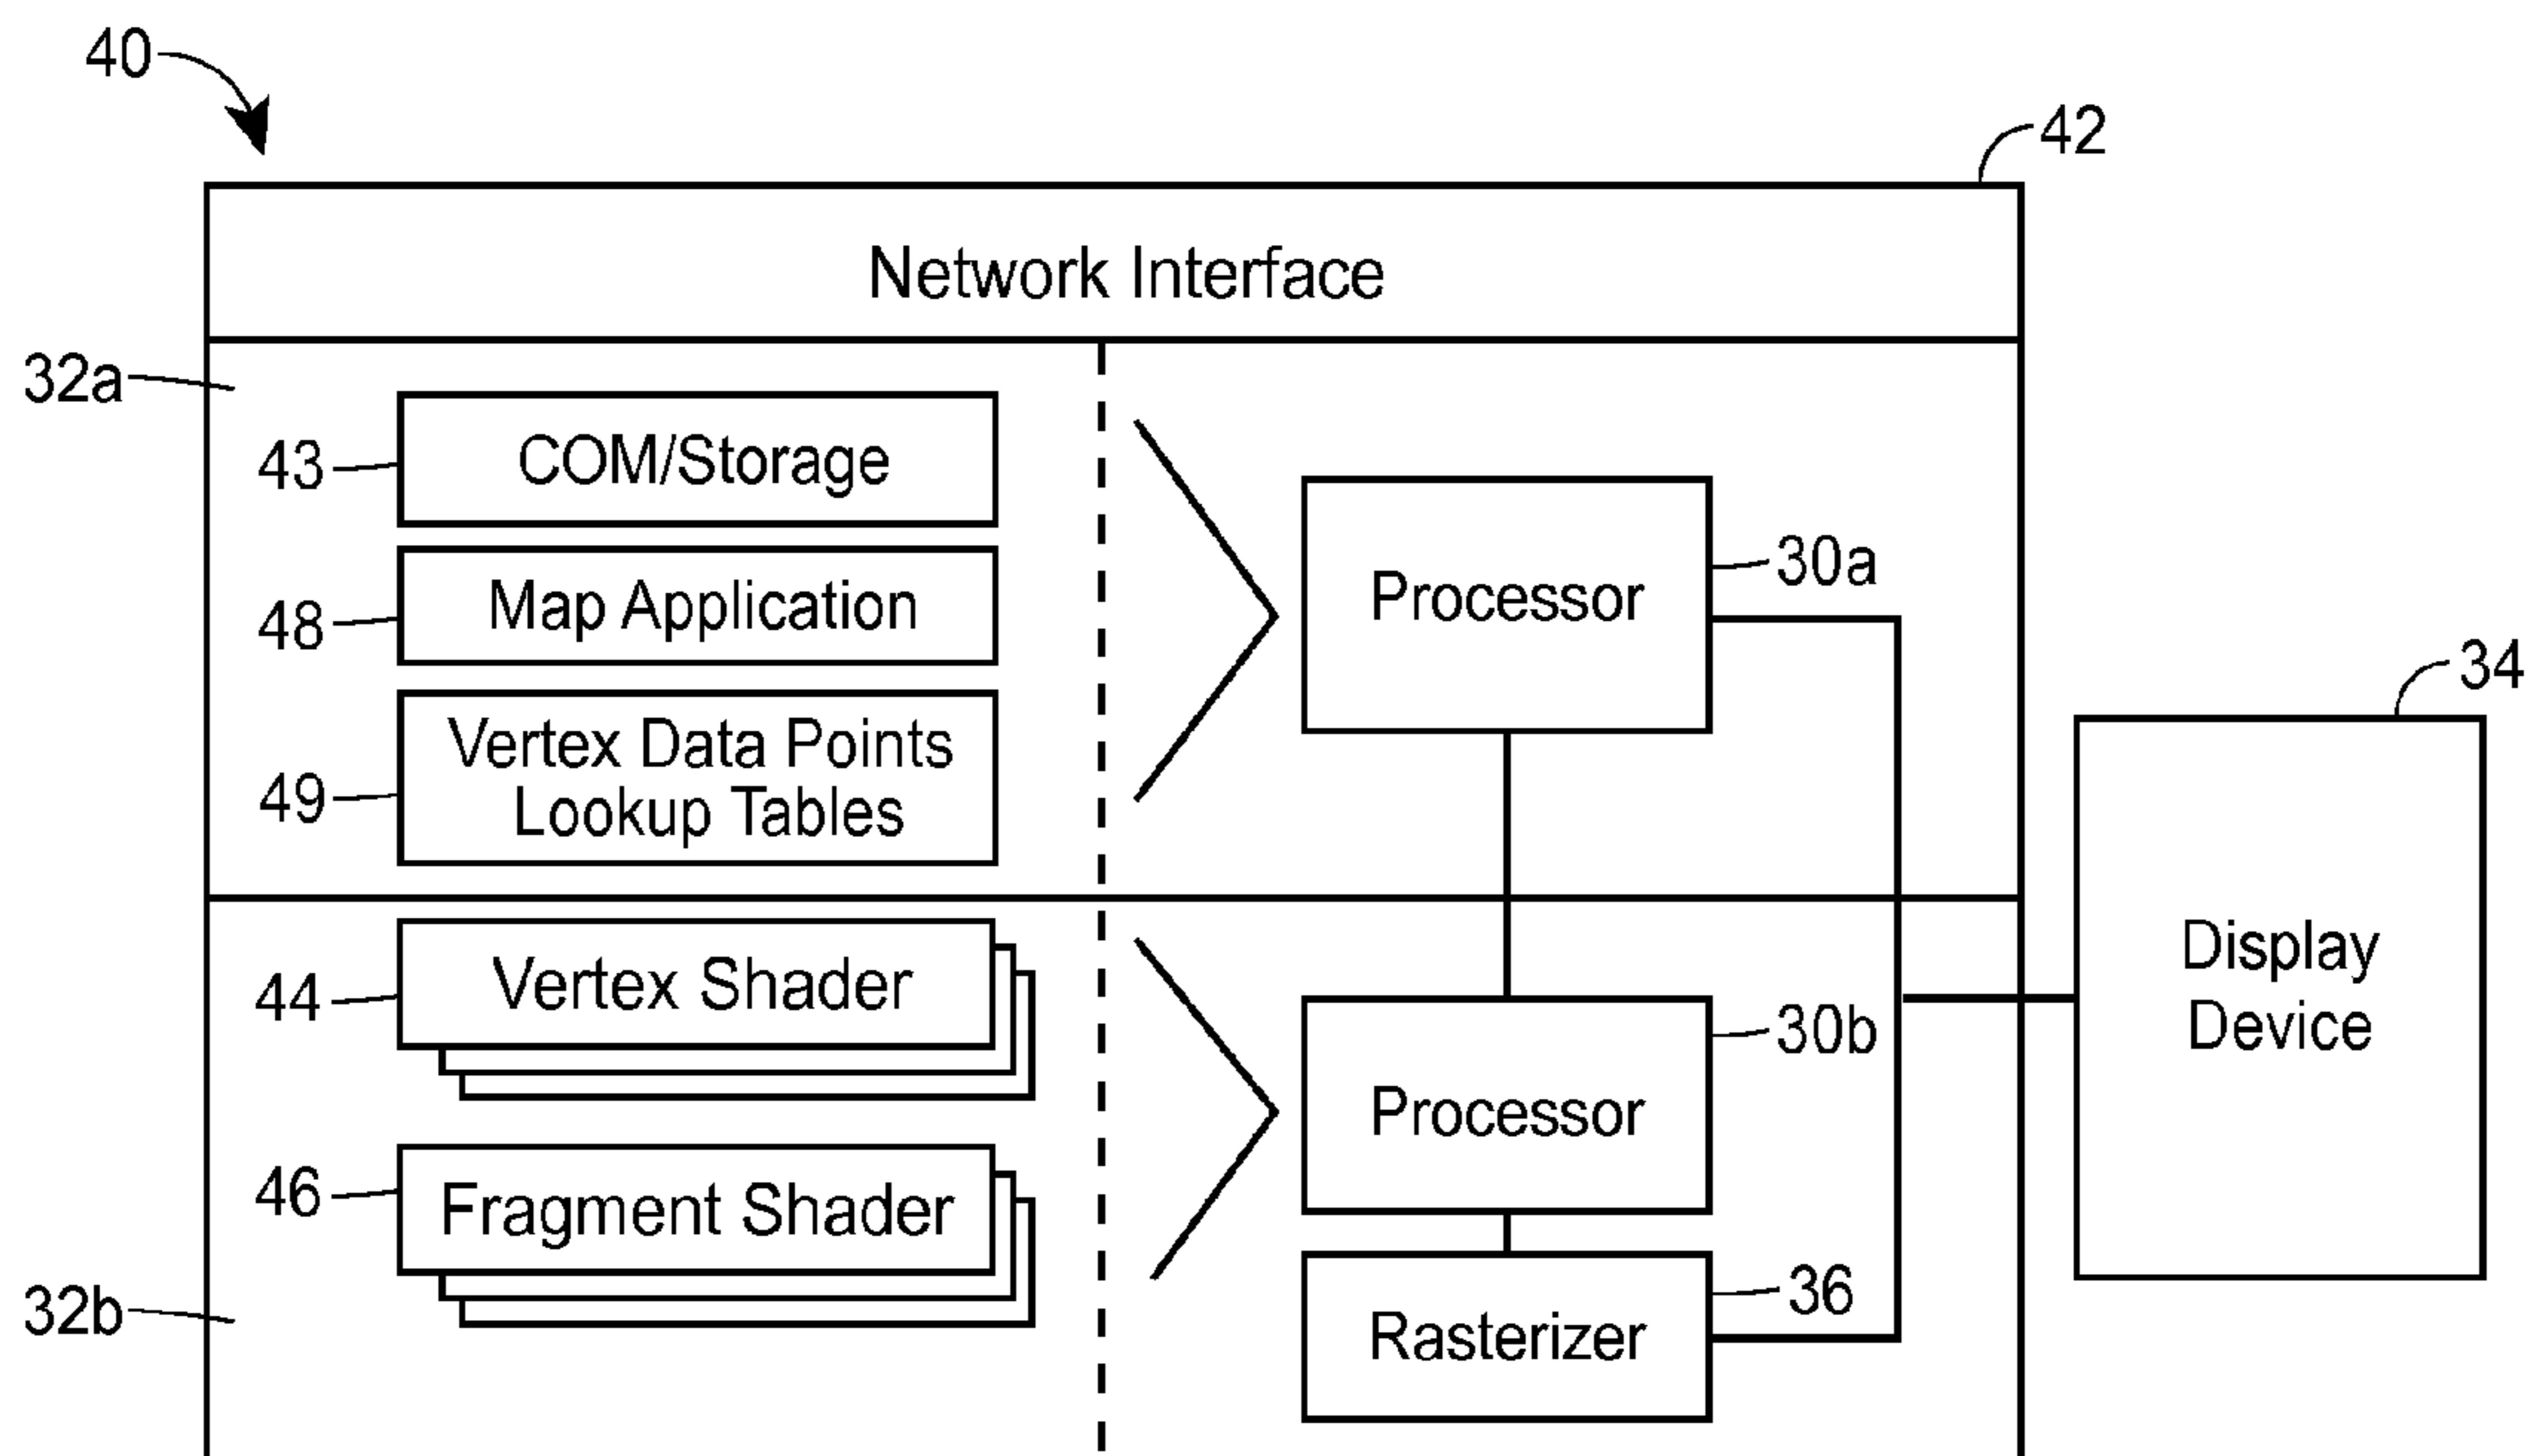 40
42
Network Interface
32a
43
COM/Storage
48
Map Application
49
Vertex Data Points
Lookup Tables
Processor
30a
34
Display
Device
44
Vertex Shader
46
Fragment Shader
32b
Processor
30b
Rasterizer
36